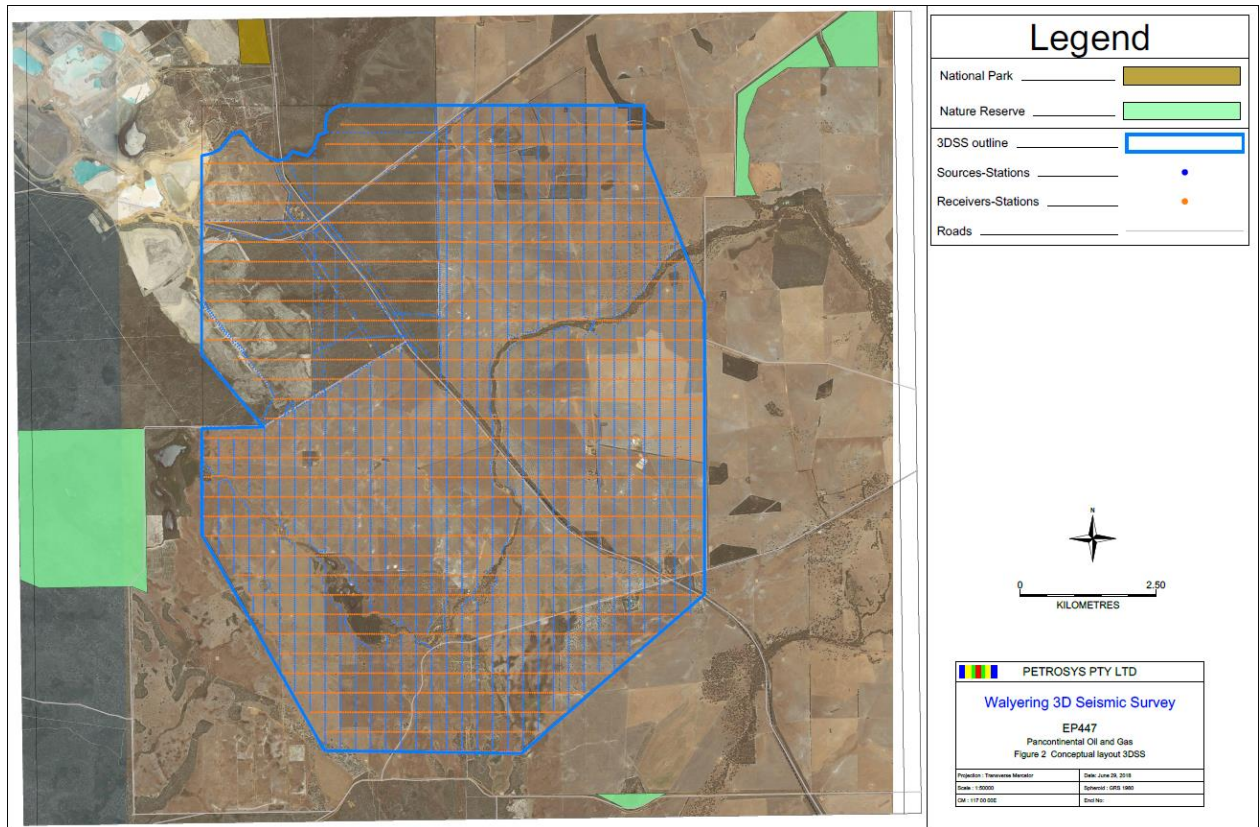 Legend
National Park
Nature Reserve
3DSS outline
Sources-Stations
Receivers-Stations
Roads
N
0 2.50
KILOMETRES
PETROSYS PTY LTD
Walyering 3D Seismic Survey
EP447
Pancontinental Oil and Gas
Figure 2 Conceptual layout 3DSS
Projection : Transverse Mercator Date: June 29, 2018
Scale : 1:50000 Spheroid : GRS 1980
CM : 117 00 00E End No: